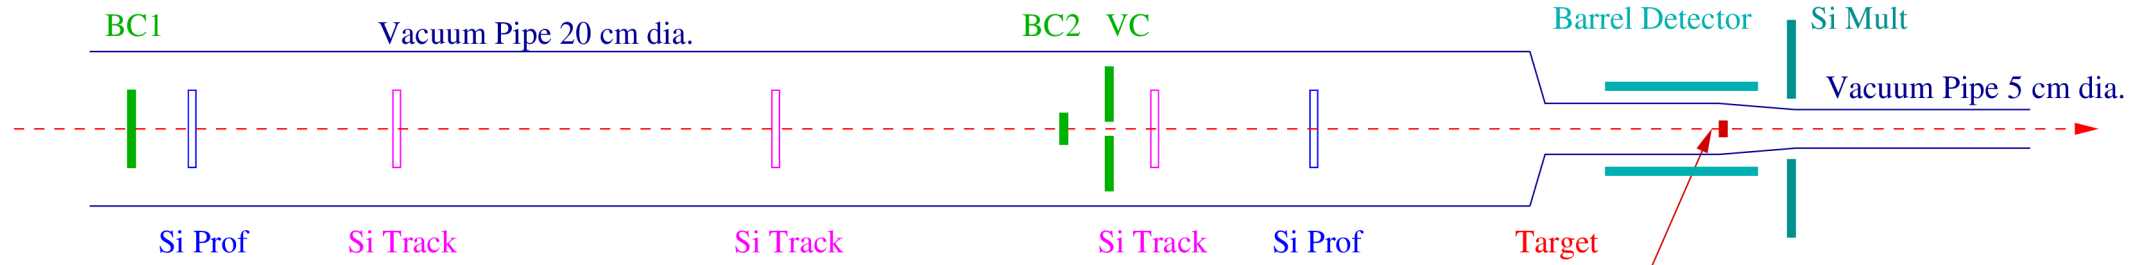 BC1
Vacuum Pipe 20 cm dia.
BC2
VC
Barrel Detector
Si Mult
Vacuum Pipe 5 cm dia.
Si Prof
Si Track
Si Track
Si Track
Si Prof
Target